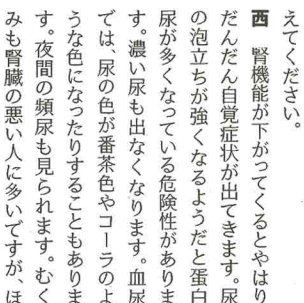 えてください。
西　腎機能が下がってくるとやはり
だんだん自覚症状が出てきます。尿
の泡立ちが強くなるようだと蛋白
尿が多くなっている危険性がありま
す。濃い尿も出なくなります。血尿
では、尿の色が番茶色やコーラのよ
うな色になったりすることもありま
す。夜間の頻尿も見られます。むく
みも腎臓の悪い人に多いですが、ほ